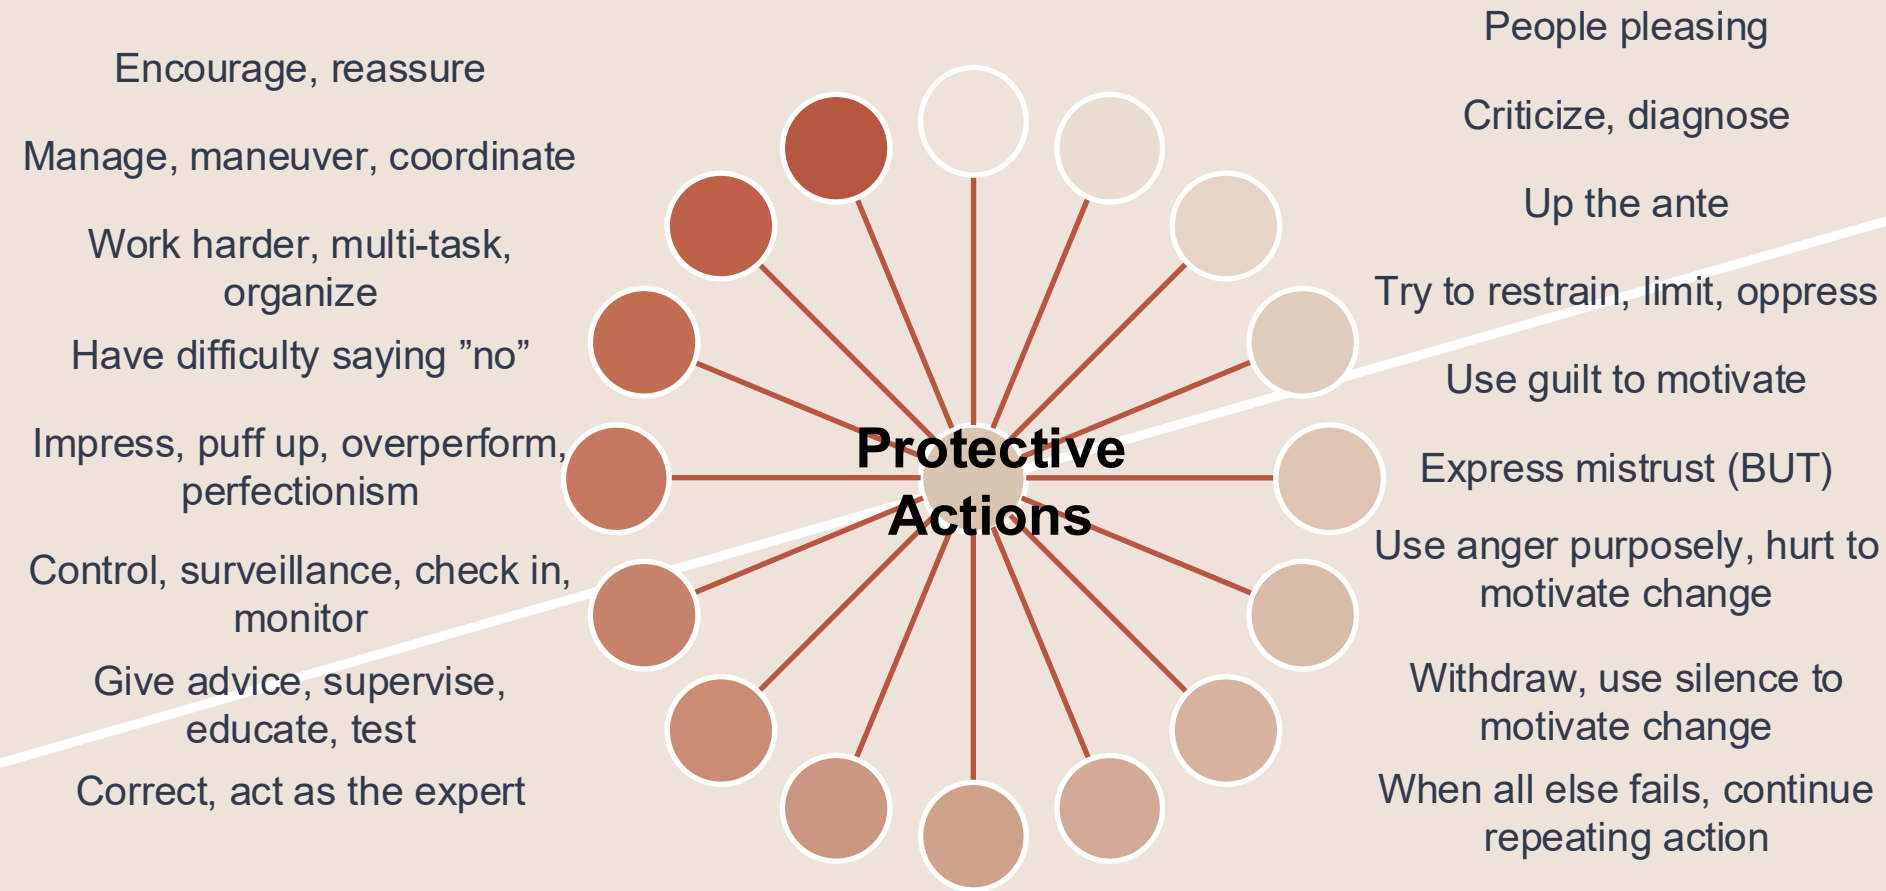 Encourage, reassure
Manage, maneuver, coordinate
Work harder, multi-task,
organize
Have difficulty saying ”no”
Impress, puff up, overperform,
perfectionism
Control, surveillance, check in,
monitor
Give advice, supervise,
educate, test
Correct, act as the expert
Protective
Actions
People pleasing
Criticize, diagnose
Up the ante
Try to restrain, limit, oppress
Use guilt to motivate
Express mistrust (BUT)
Use anger purposely, hurt to
motivate change
Withdraw, use silence to
motivate change
When all else fails, continue
repeating action